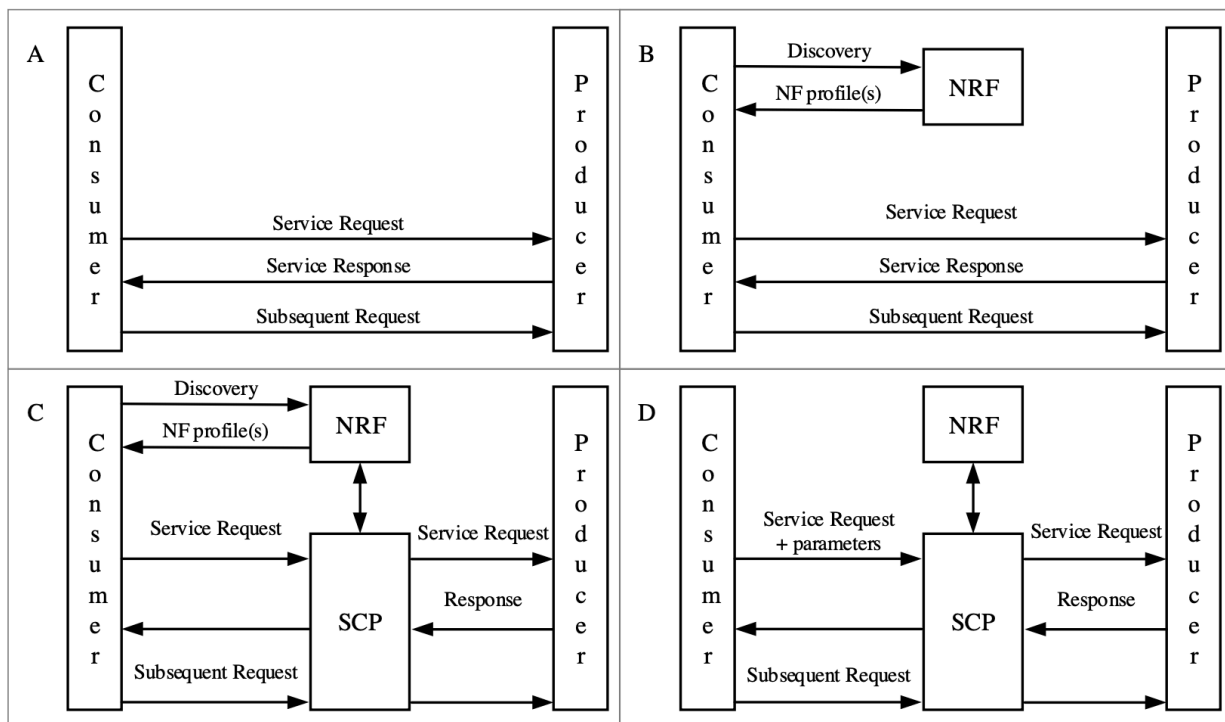 A
Consumer
Producer
Service Request
Service Response
Subsequent Request
B
Consumer
Discovery
NF profile(s)
NRF
Producer
Service Request
Service Response
Subsequent Request
C
Consumer
Discovery
NF profile(s)
NRF
Producer
Service Request
Service Request
SCP
Response
Subsequent Request
D
Consumer
NRF
Producer
Service Request
+ parameters
Service Request
SCP
Response
Subsequent Request